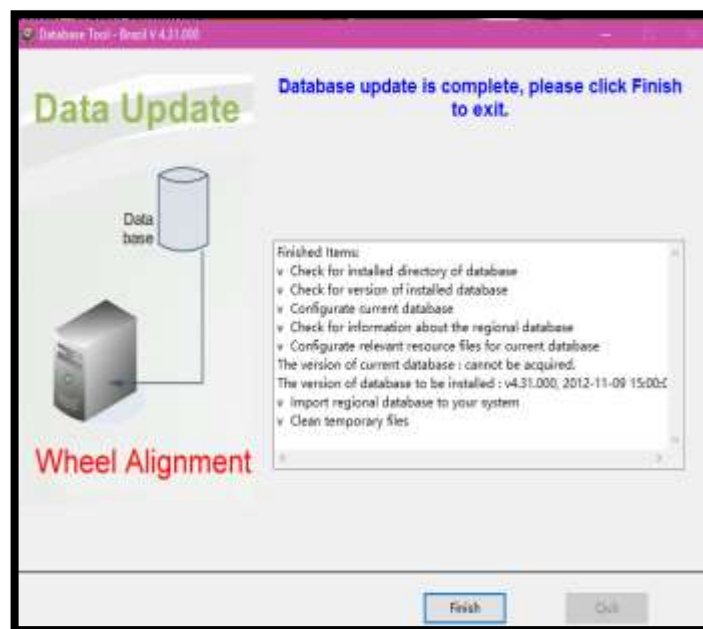 Database Tool - Brazil V 4.31.000
Data Update
Database update is complete, please click Finish
to exit.
Data
base
Finished Items:
v Check for installed directory of database
v Check for version of installed database
v Configurate current database
v Check for information about the regional database
v Configurate relevant resource files for current database
The version of current database : cannot be acquired.
The version of database to be installed : v4.31.000, 2012-11-09 15:00:0
v Import regional database to your system
v Clean temporary files
Wheel Alignment
Finish
Quit